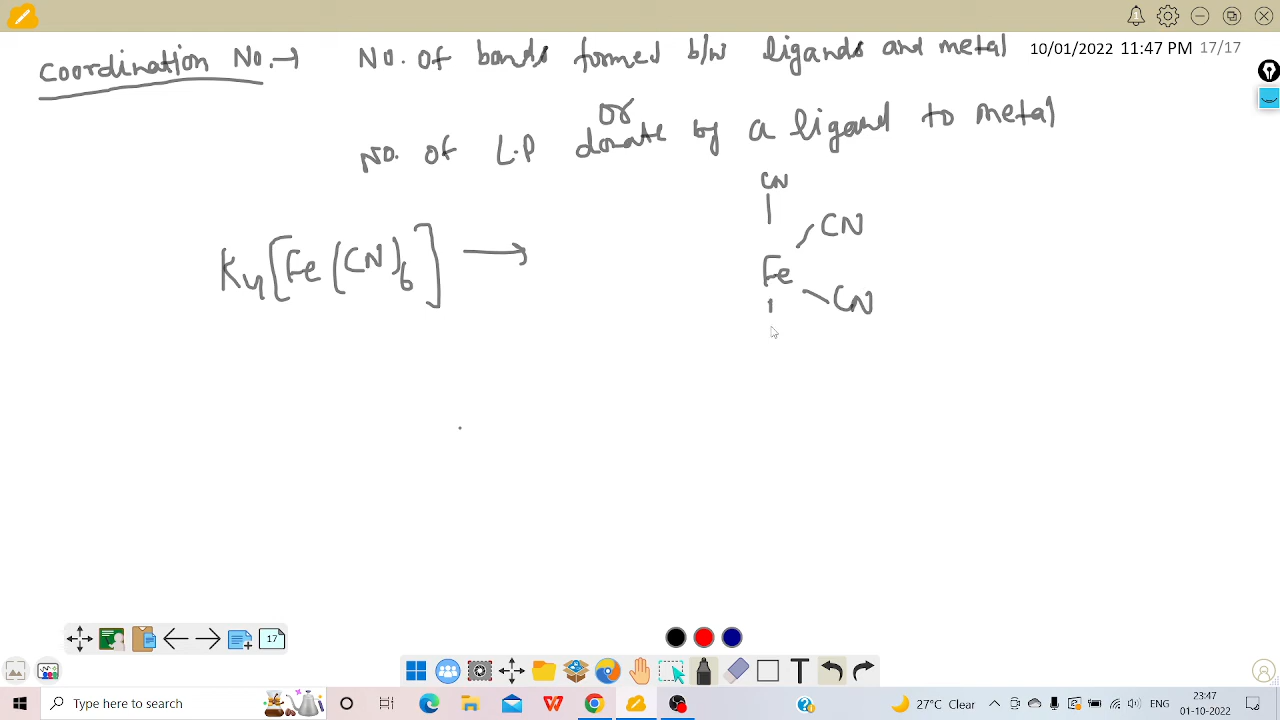 10/01/2022 11:47 PM 17/17
Coordination No. → No. of bonds formed b/w ligands and metal
or
No. of L.P donate by a ligand to metal
CN
CN
K4[Fe(CN)6] → Fe
CN
17
T
Type here to search
W
27°C Clear
ENG
23:47
01-10-2022